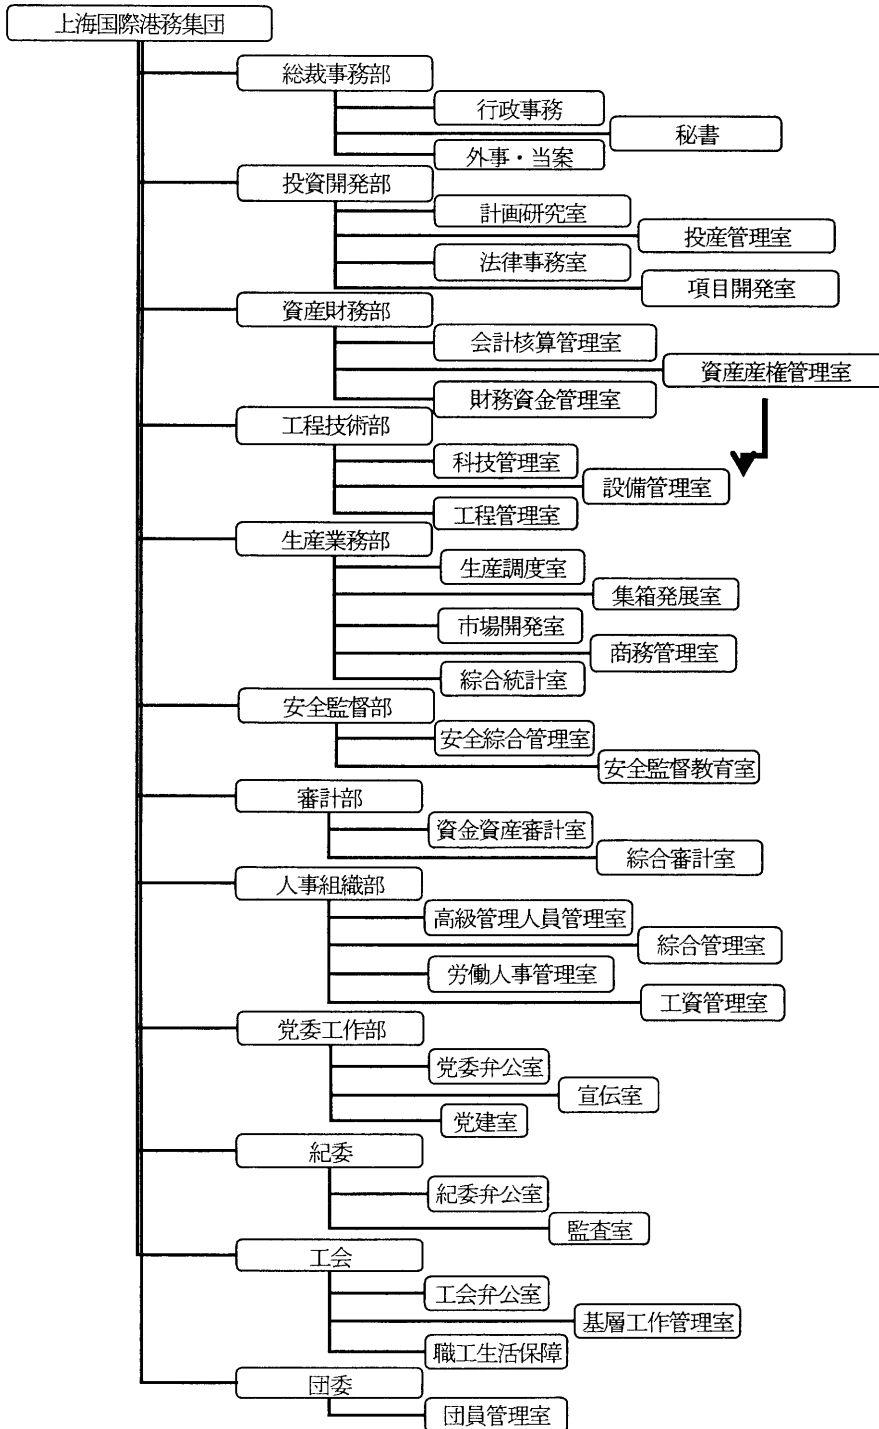 上海国際港務集団
総裁事務部
行政事務
秘書
外事・当案
投資開発部
計画研究室
投産管理室
法律事務室
項目開発室
資産財務部
会計核算管理室
資産産権管理室
財務資金管理室
工程技術部
科技管理室
設備管理室
工程管理室
生産業務部
生産調度室
集箱発展室
市場開発室
商務管理室
綜合統計室
安全監督部
安全綜合管理室
安全監督教育室
審計部
資金資産審計室
綜合審計室
人事組織部
高級管理人員管理室
綜合管理室
労働人事管理室
工資管理室
党委工作部
党委弁公室
宣伝室
党建室
紀委
紀委弁公室
監査室
工会
工会弁公室
基層工作管理室
職工生活保障
団委
団員管理室